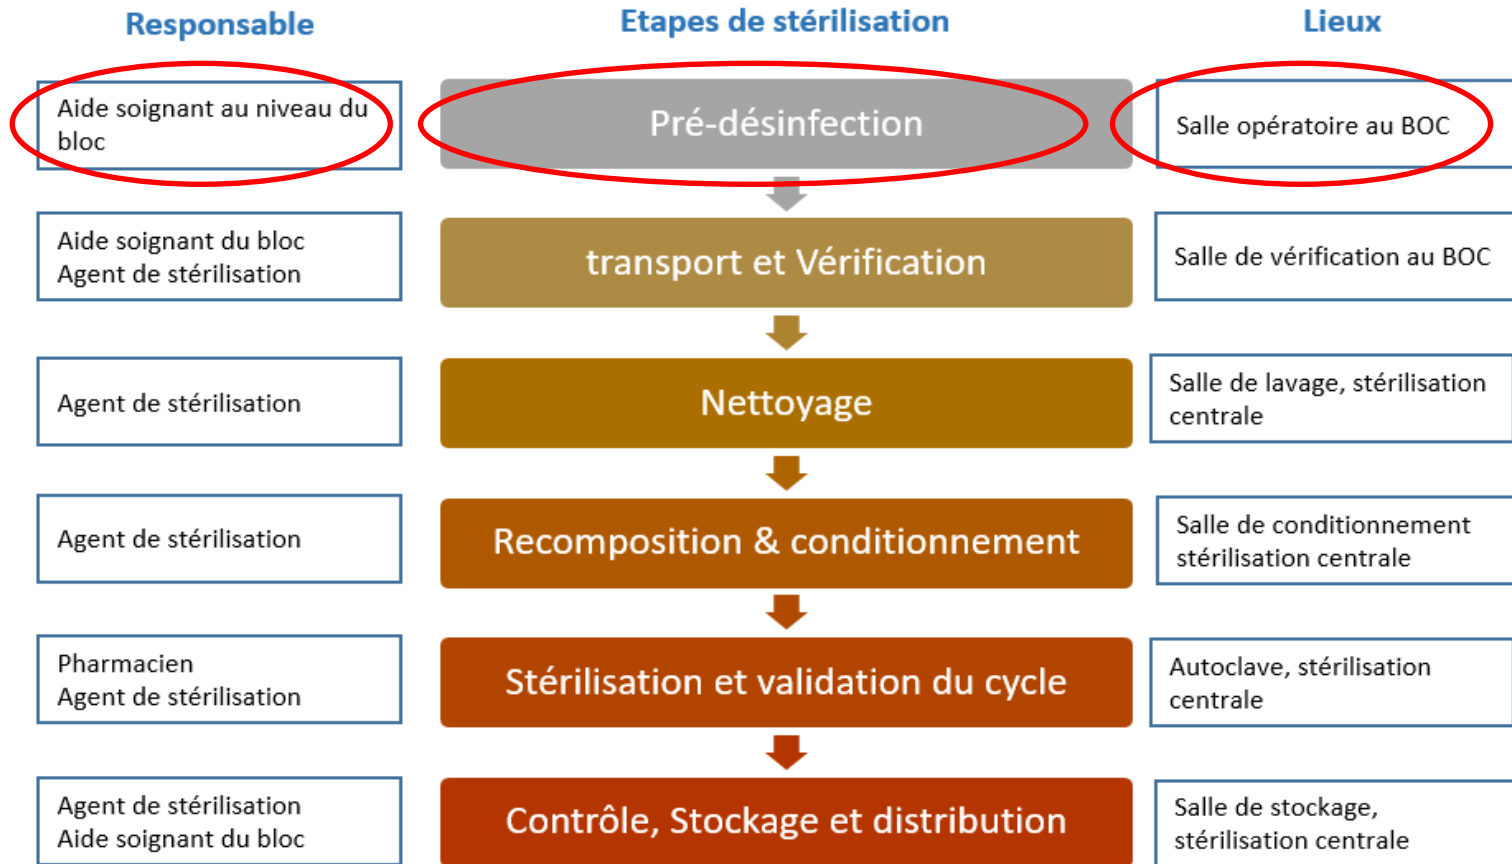 Responsable
Etapes de stérilisation
Lieux
Aide soignant au niveau du
bloc
Pré-désinfection
Salle opératoire au BOC
Aide soignant du bloc
Agent de stérilisation
transport et Vérification
Salle de vérification au BOC
Agent de stérilisation
Nettoyage
Salle de lavage, stérilisation
centrale
Agent de stérilisation
Recomposition & conditionnement
Salle de conditionnement
stérilisation centrale
Pharmacien
Agent de stérilisation
Stérilisation et validation du cycle
Autoclave, stérilisation
centrale
Agent de stérilisation
Aide soignant du bloc
Contrôle, Stockage et distribution
Salle de stockage,
stérilisation centrale